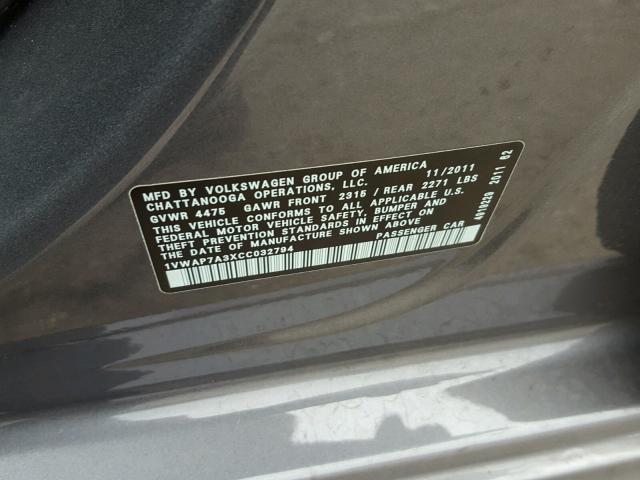 MFD BY VOLKSWAGEN GROUP OF AMERICA 11/2011
CHATTANOOGA OPERATIONS, LLC.
GVWR 4475 GAWR FRONT 2315 / REAR 2271 LBS
THIS VEHICLE CONFORMS TO ALL APPLICABLE U.S.
FEDERAL MOTOR VEHICLE SAFETY, BUMPER AND
THEFT PREVENTION STANDARDS IN EFFECT ON
THE DATE OF MANUFACTURE SHOWN ABOVE
1VWAP7A3XCC032794 PASSENGER CAR
2011 62